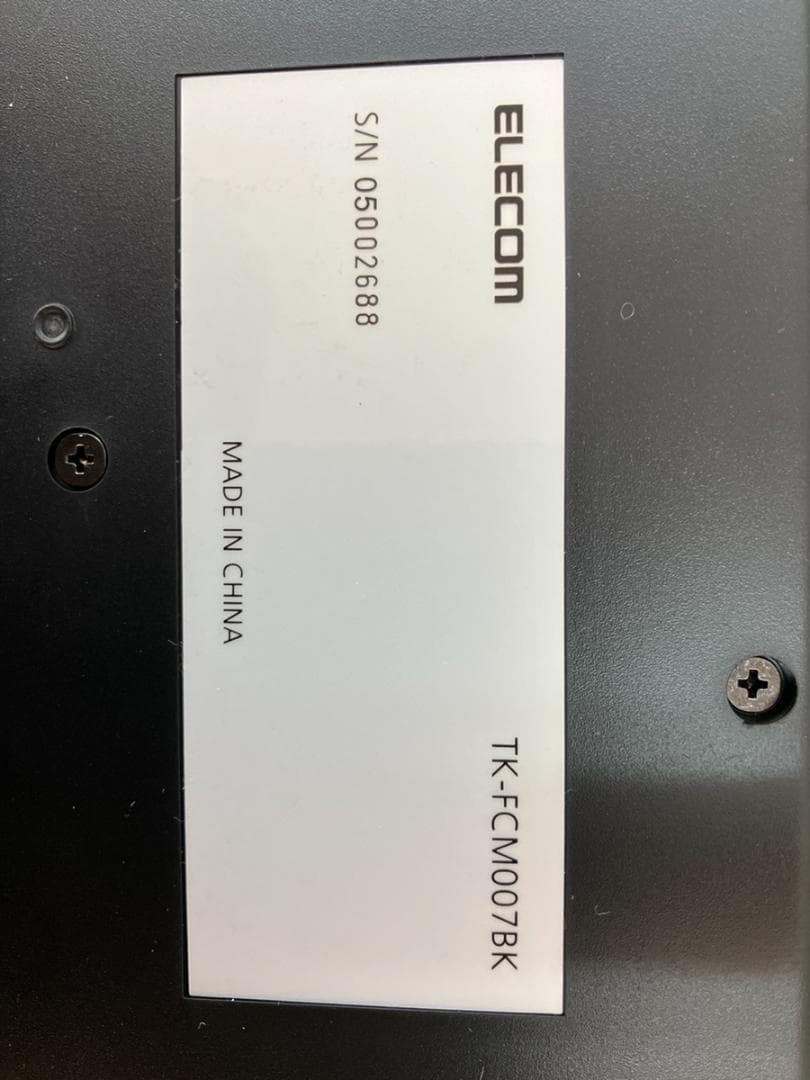 ELECOM
TK-FCM007BK
S/N 05002688
MADE IN CHINA